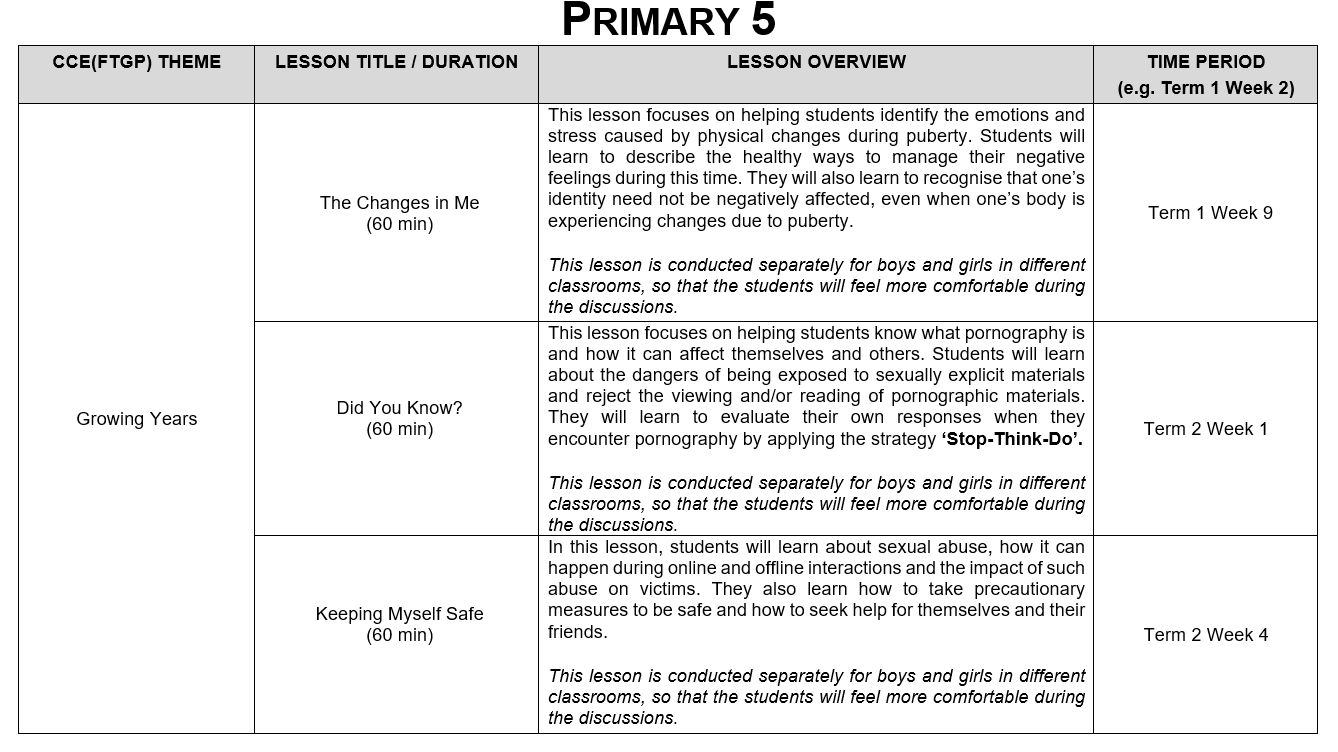 PRIMARY 5
CCE(FTGP) THEME
LESSON TITLE / DURATION
LESSON OVERVIEW
TIME PERIOD
(e.g. Term 1 Week 2)
Growing Years
The Changes in Me
(60 min)
This lesson focuses on helping students identify the emotions and
stress caused by physical changes during puberty. Students will
learn to describe the healthy ways to manage their negative
feelings during this time. They will also learn to recognise that one’s
identity need not be negatively affected, even when one’s body is
experiencing changes due to puberty.
This lesson is conducted separately for boys and girls in different
classrooms, so that the students will feel more comfortable during
the discussions.
Term 1 Week 9
Did You Know?
(60 min)
This lesson focuses on helping students know what pornography is
and how it can affect themselves and others. Students will learn
about the dangers of being exposed to sexually explicit materials
and reject the viewing and/or reading of pornographic materials.
They will learn to evaluate their own responses when they
encounter pornography by applying the strategy ‘Stop-Think-Do’.
This lesson is conducted separately for boys and girls in different
classrooms, so that the students will feel more comfortable during
the discussions.
Term 2 Week 1
Keeping Myself Safe
(60 min)
In this lesson, students will learn about sexual abuse, how it can
happen during online and offline interactions and the impact of such
abuse on victims. They also learn how to take precautionary
measures to be safe and how to seek help for themselves and their
friends.
This lesson is conducted separately for boys and girls in different
classrooms, so that the students will feel more comfortable during
the discussions.
Term 2 Week 4